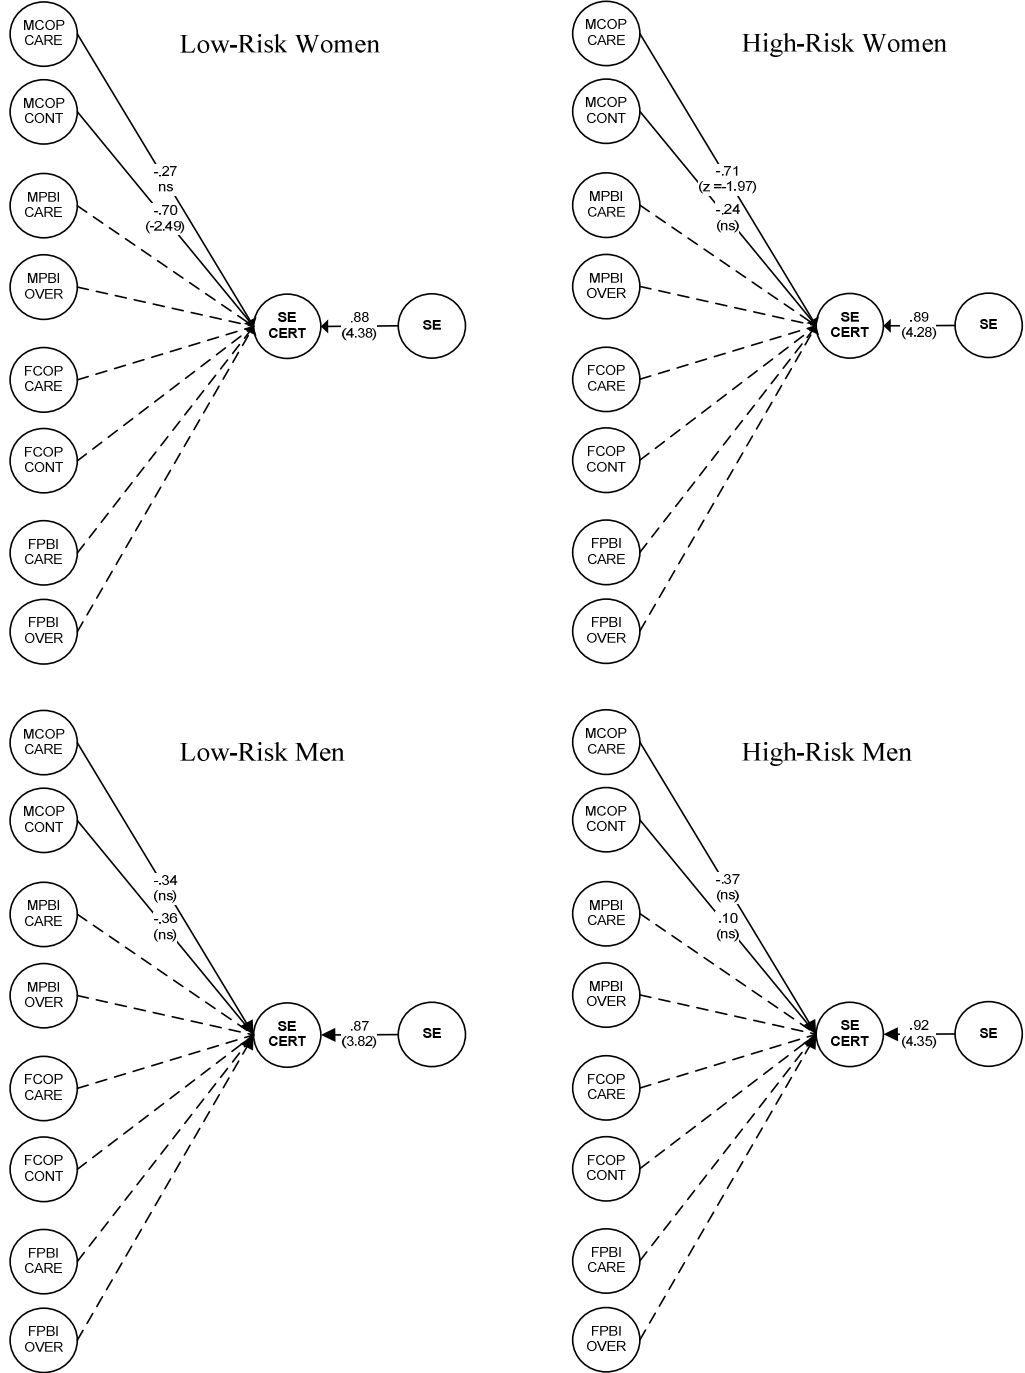 MCOP
CARE
Low-Risk Women
MCOP
CONT
-.27
ns
MPBI
CARE
-.70
(-2.49)
MPBI
OVER
SE
CERT
.88
(4.38)
SE
FCOP
CARE
FCOP
CONT
FPBI
CARE
FPBI
OVER
MCOP
CARE
High-Risk Women
MCOP
CONT
-.71
(z =-1.97)
MPBI
CARE
-.24
(ns)
MPBI
OVER
SE
CERT
.89
(4.28)
SE
FCOP
CARE
FCOP
CONT
FPBI
CARE
FPBI
OVER
MCOP
CARE
Low-Risk Men
MCOP
CONT
-.34
(ns)
MPBI
CARE
-.36
(ns)
MPBI
OVER
SE
CERT
.87
(3.82)
SE
FCOP
CARE
FCOP
CONT
FPBI
CARE
FPBI
OVER
MCOP
CARE
High-Risk Men
MCOP
CONT
-.37
(ns)
MPBI
CARE
.10
(ns)
MPBI
OVER
SE
CERT
.92
(4.35)
SE
FCOP
CARE
FCOP
CONT
FPBI
CARE
FPBI
OVER